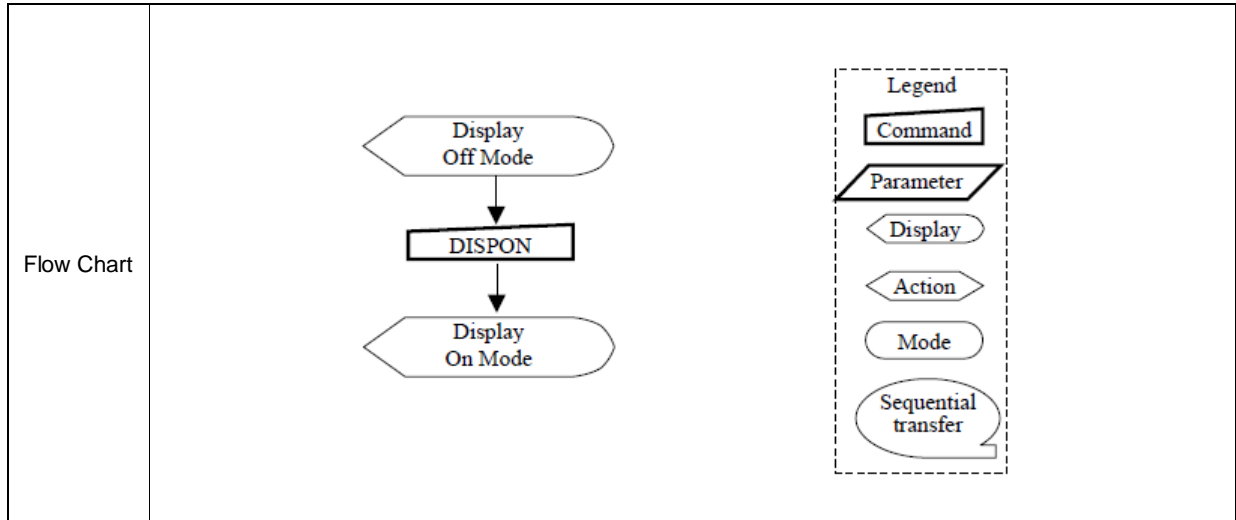 Flow Chart
Display
Off Mode
DISPON
Display
On Mode
Legend
Command
Parameter
Display
Action
Mode
Sequential
transfer